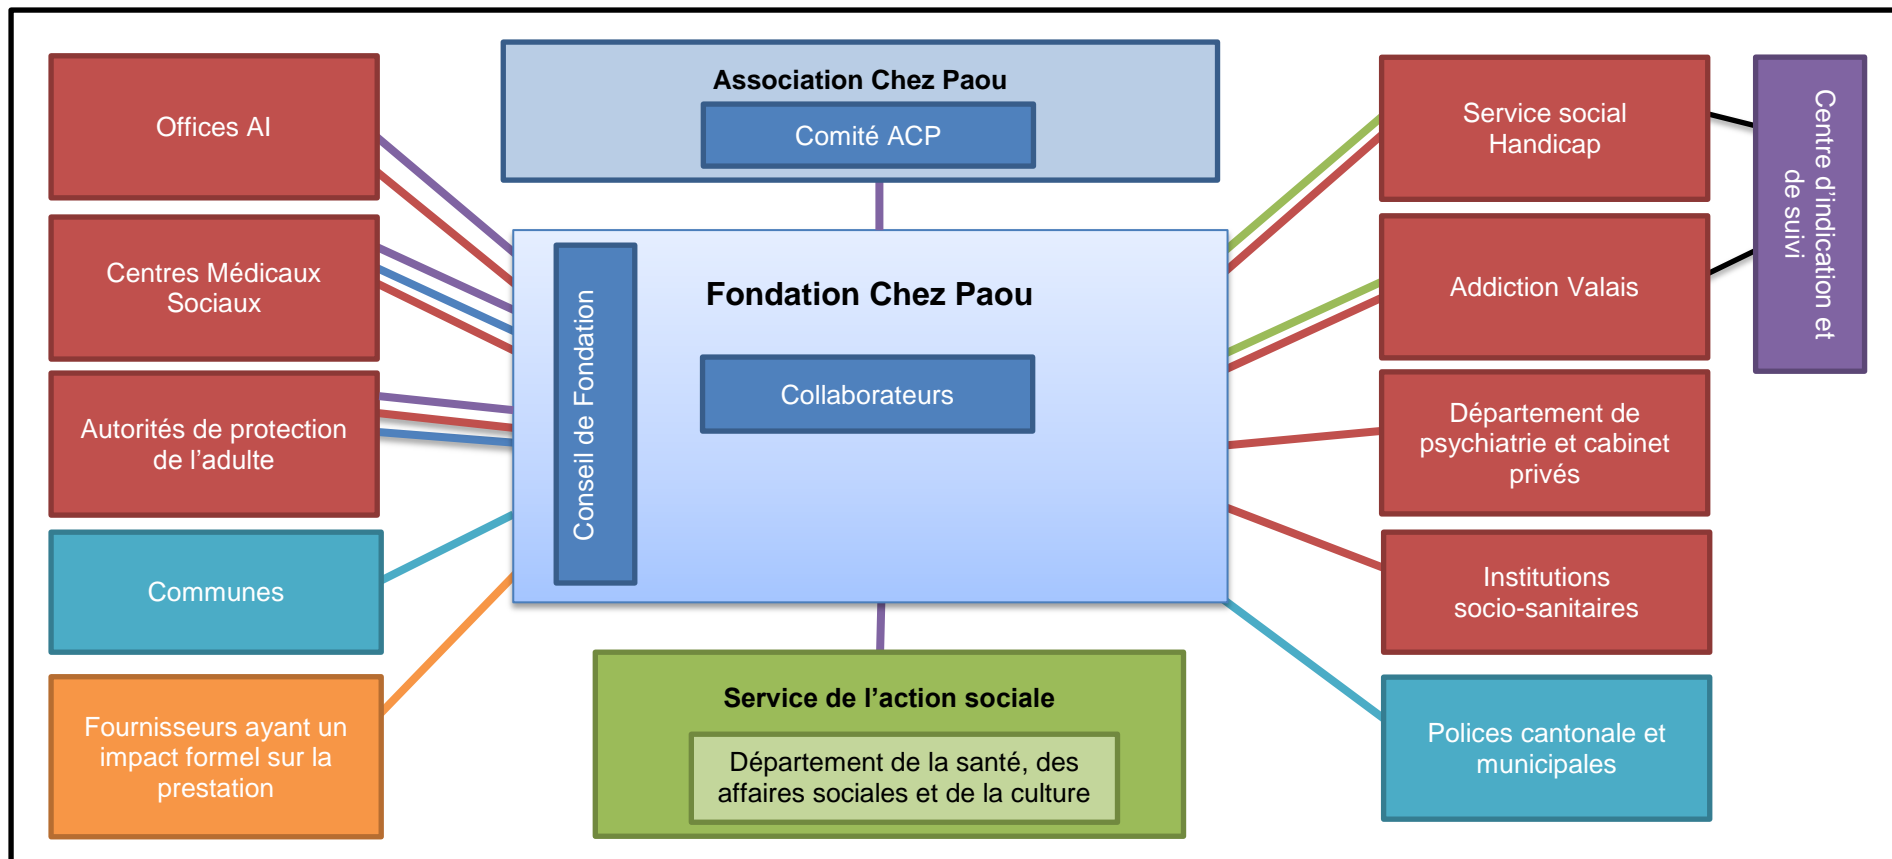 Offices AI
Centres Médicaux
Sociaux
Autorités de protection
de l’adulte
Communes
Fournisseurs ayant un
impact formel sur la
prestation
Association Chez Paou
Comité ACP
Conseil de Fondation
Fondation Chez Paou
Collaborateurs
Service de l’action sociale
Département de la santé, des
affaires sociales et de la culture
Service social
Handicap
Addiction Valais
Département de
psychiatrie et cabinet
privés
Institutions
socio-sanitaires
Polices cantonale et
municipales
Centre d’indication et
de suivi